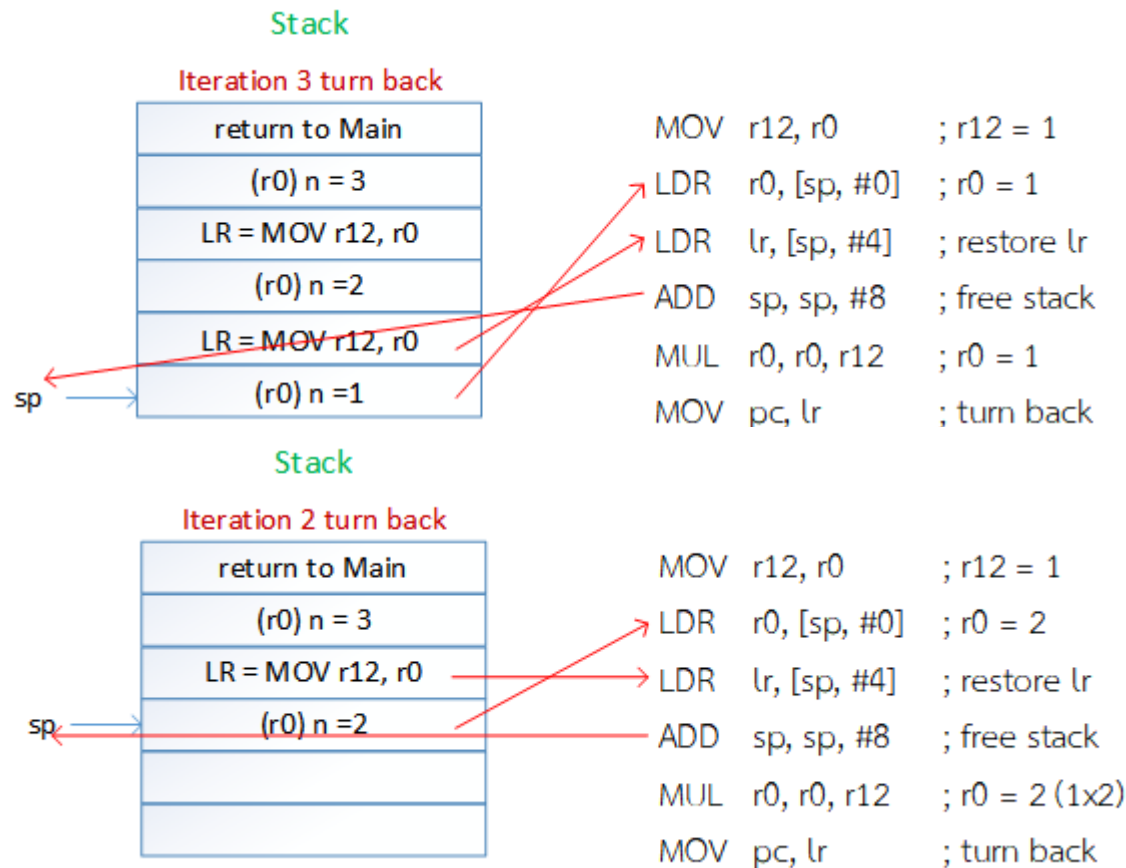 Stack
Iteration 3 turn back
return to Main
(r0) n = 3
LR = MOV r12, r0
(r0) n =2
LR = MOV r12, r0
(r0) n =1
sp
MOV r12, r0 ; r12 = 1
LDR r0, [sp, #0] ; r0 = 1
LDR lr, [sp, #4] ; restore lr
ADD sp, sp, #8 ; free stack
MUL r0, r0, r12 ; r0 = 1
MOV pc, lr ; turn back
Stack
Iteration 2 turn back
return to Main
(r0) n = 3
LR = MOV r12, r0
(r0) n =2
sp
MOV r12, r0 ; r12 = 1
LDR r0, [sp, #0] ; r0 = 2
LDR lr, [sp, #4] ; restore lr
ADD sp, sp, #8 ; free stack
MUL r0, r0, r12 ; r0 = 2 (1x2)
MOV pc, lr ; turn back